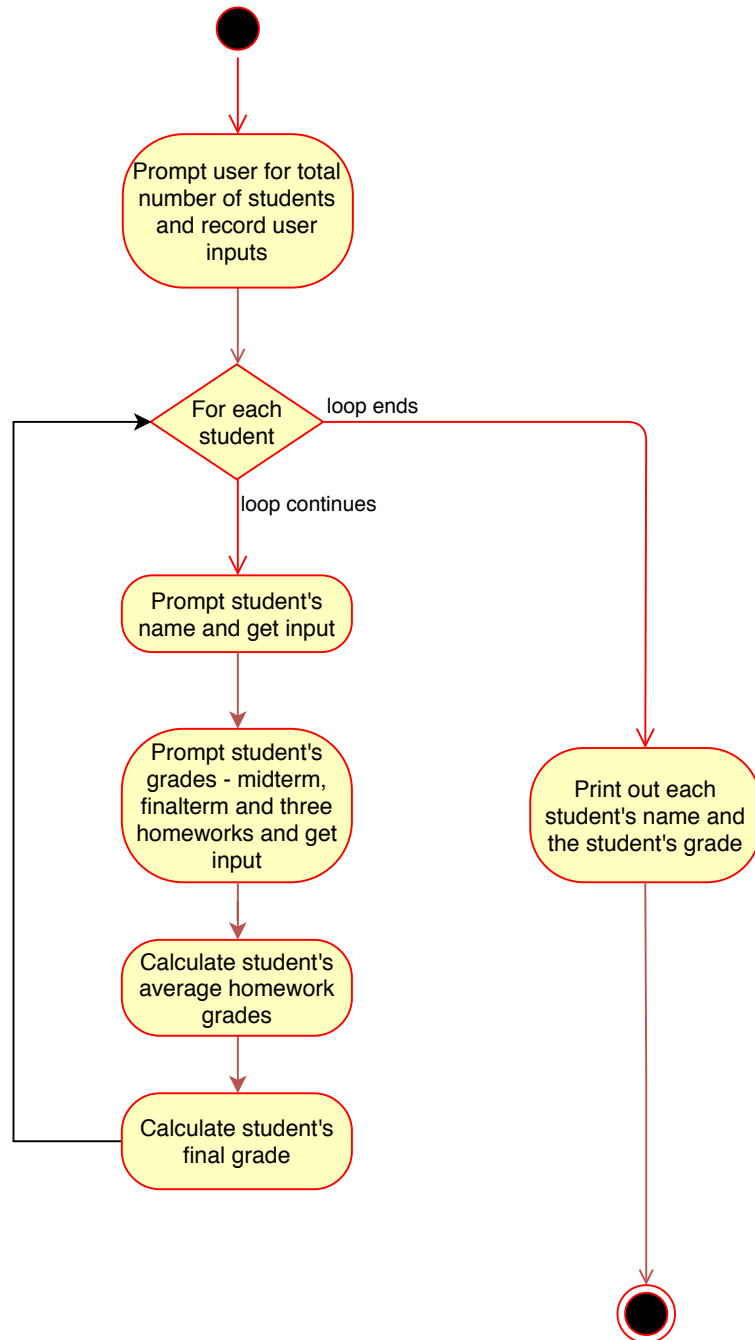 Prompt user for total
number of students
and record user
inputs
For each
student
loop ends
loop continues
Prompt student's
name and get input
Prompt student's
grades - midterm,
finalterm and three
homeworks and get
input
Print out each
student's name and
the student's grade
Calculate student's
average homework
grades
Calculate student's
final grade